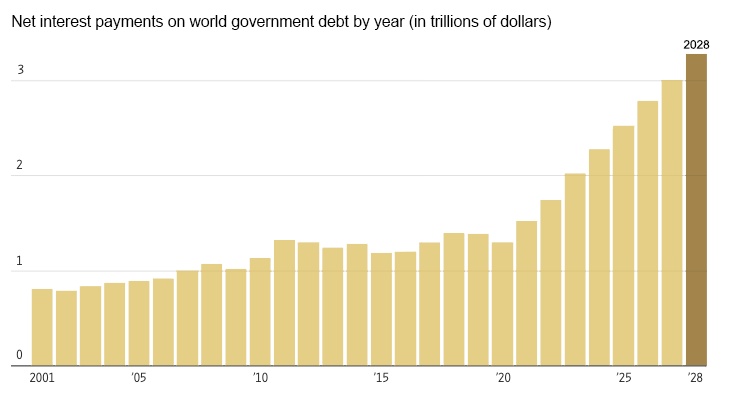 Net interest payments on world government debt by year (in trillions of dollars)
2028
3
2
1
0
2001 ’05 ’10 ’15 ’20 ’25 ’28